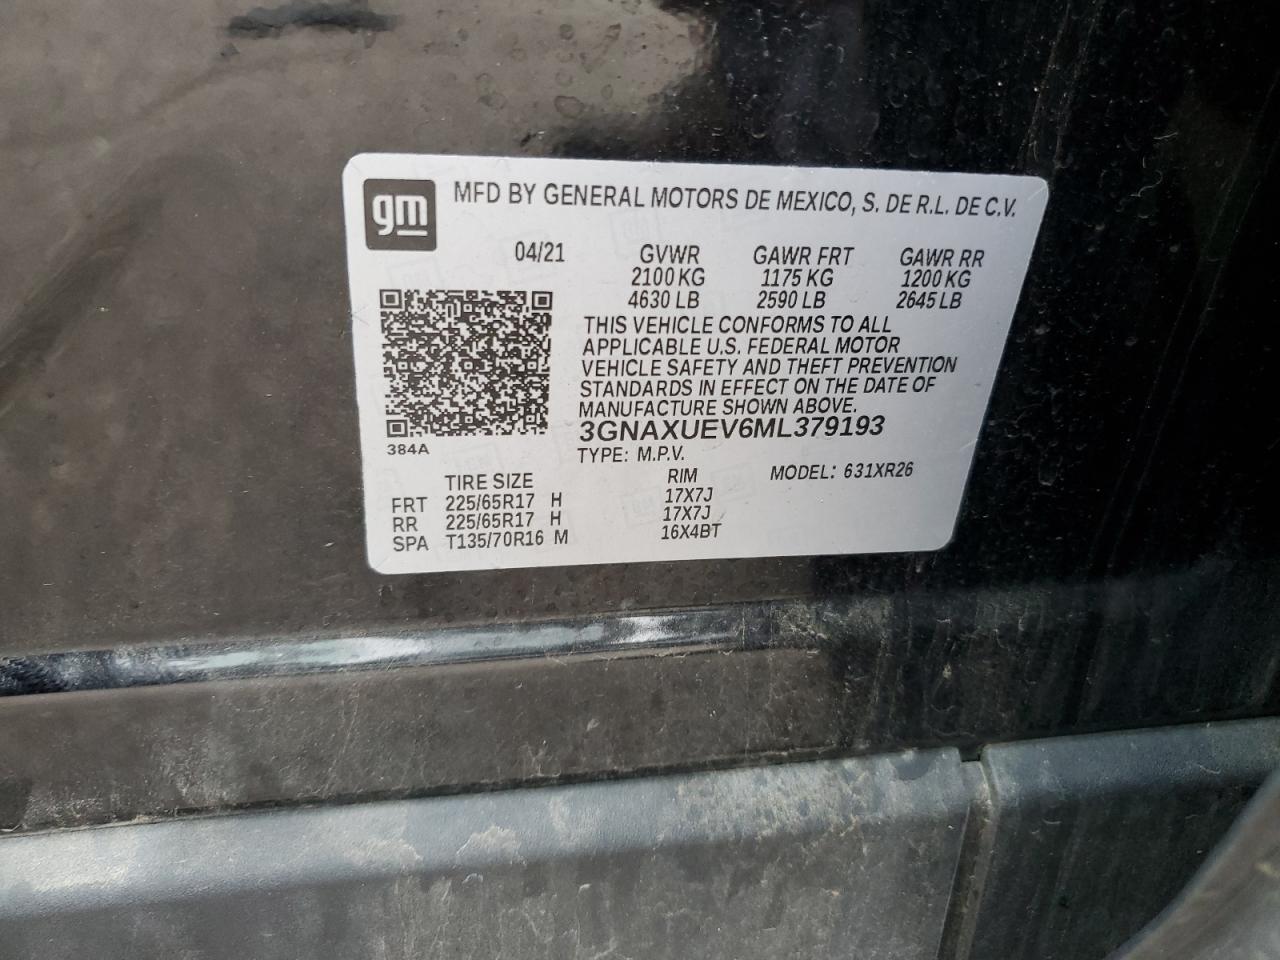 gm MFD BY GENERAL MOTORS DE MEXICO, S. DE R.L. DE C.V.
04/21 GVWR GAWR FRT GAWR RR
2100 KG 1175 KG 1200 KG
4630 LB 2590 LB 2645 LB
THIS VEHICLE CONFORMS TO ALL
APPLICABLE U.S. FEDERAL MOTOR
VEHICLE SAFETY AND THEFT PREVENTION
STANDARDS IN EFFECT ON THE DATE OF
MANUFACTURE SHOWN ABOVE.
3GNAXUEV6ML379193
384A TYPE: M.P.V. MODEL: 631XR26
TIRE SIZE RIM
FRT 225/65R17 H 17X7J
RR 225/65R17 H 17X7J
SPA T135/70R16 M 16X4BT